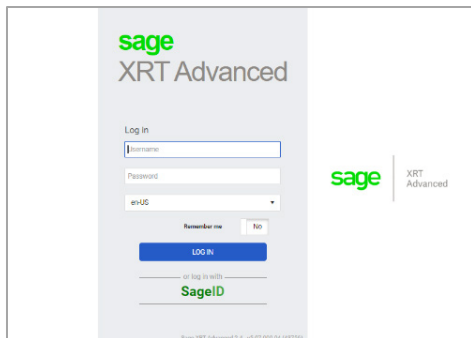 sage
XRT Advanced
Log In
Username
Password
en-US
Remember me No
LOG IN
or log in with
SageID
sage
XRT
Advanced